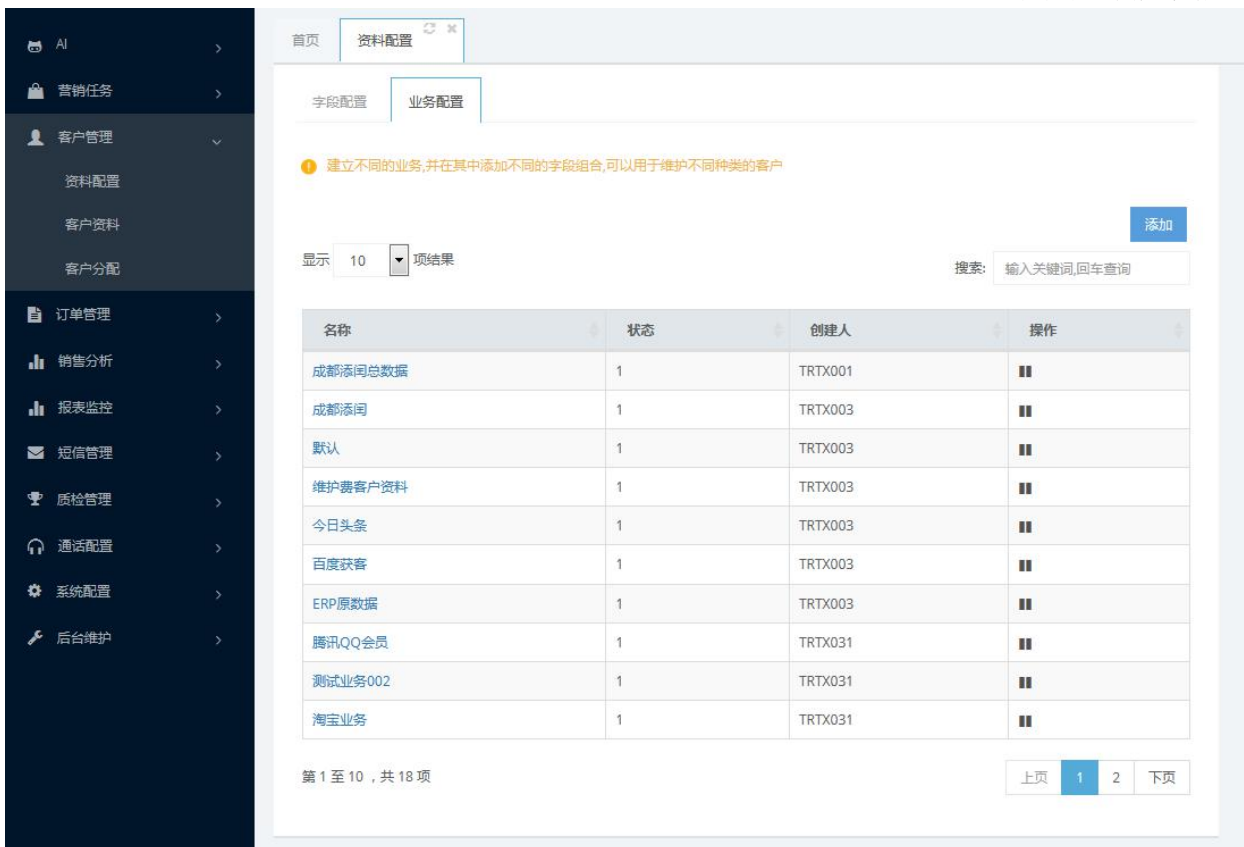 AI
营销任务
客户管理
资料配置
客户资料
客户分配
订单管理
销售分析
报表监控
短信管理
质检管理
通话配置
系统配置
后台维护
首页 资料配置
字段配置 业务配置
建立不同的业务,并在其中添加不同的字段组合,可以用于维护不同种类的客户
添加
显示 10 项结果
搜索: 输入关键词,回车查询
名称 状态 创建人 操作
成都添闰总数据 1 TRTX001
成都添闰 1 TRTX003
默认 1 TRTX003
维护费客户资料 1 TRTX003
今日头条 1 TRTX003
百度获客 1 TRTX003
ERP原数据 1 TRTX003
腾讯QQ会员 1 TRTX031
测试业务002 1 TRTX031
淘宝业务 1 TRTX031
第 1 至 10 , 共 18 项
上页 1 2 下页